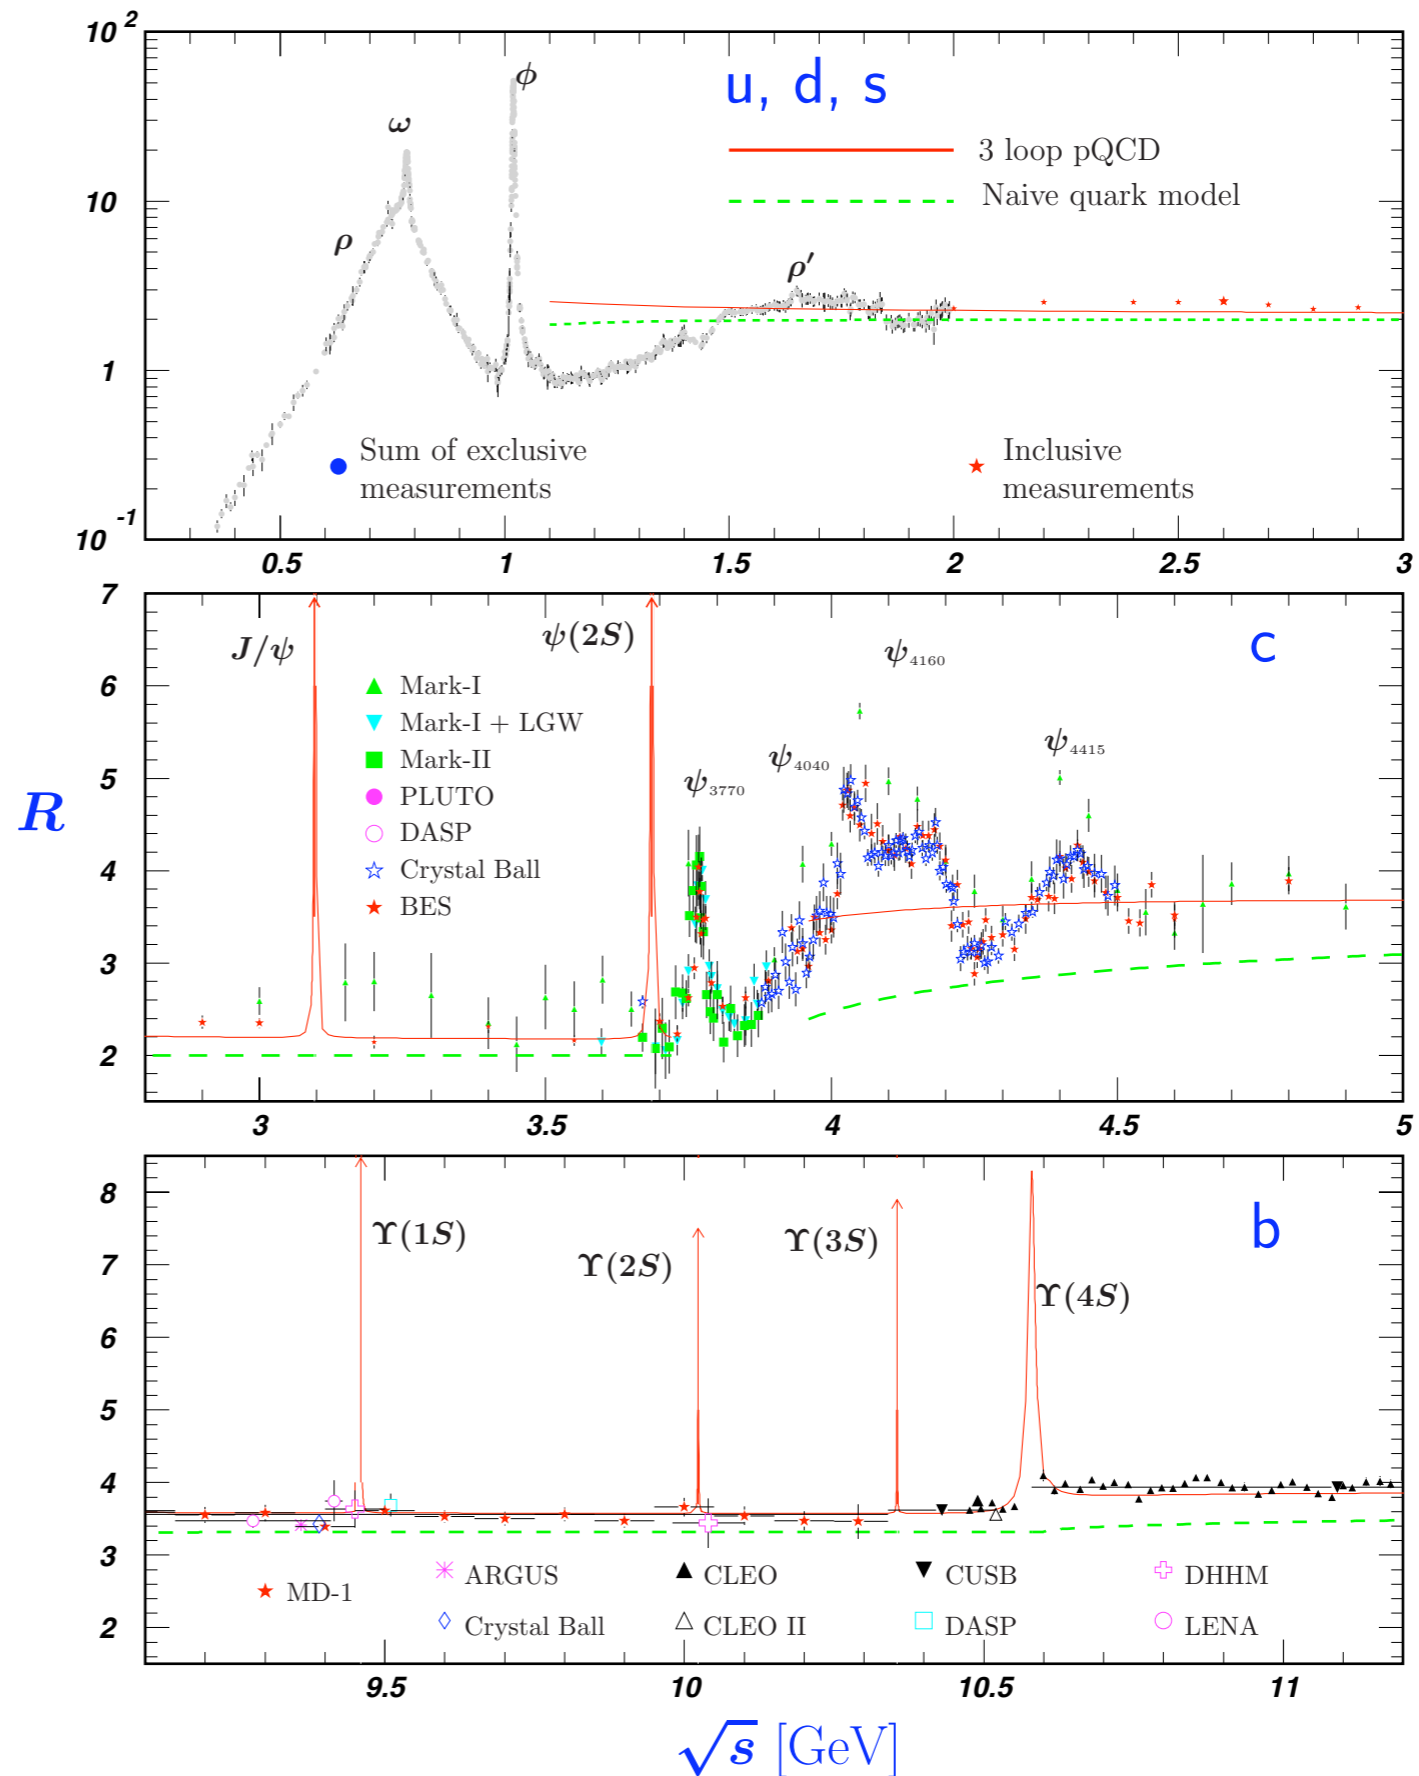 10 2
ϕ
u, d, s
ω
3 loop pQCD
10
Naive quark model
ρ
ρ′
1
Sum of exclusive
measurements
Inclusive
measurements
10 -1
0.5 1 1.5 2 2.5 3
7
J/ψ
ψ(2S)
ψ4160
c
6
Mark-I
Mark-I + LGW
Mark-II
PLUTO
DASP
Crystal Ball
BES
ψ3770
ψ4040
ψ4415
5
R
4
3
2
3 3.5 4 4.5 5
8
Υ(1S)
Υ(2S)
Υ(3S)
Υ(4S)
b
7
6
5
4
3
2
MD-1
ARGUS
CLEO
CUSB
DHHM
Crystal Ball
CLEO II
DASP
LENA
9.5 10 10.5 11
√s [GeV]